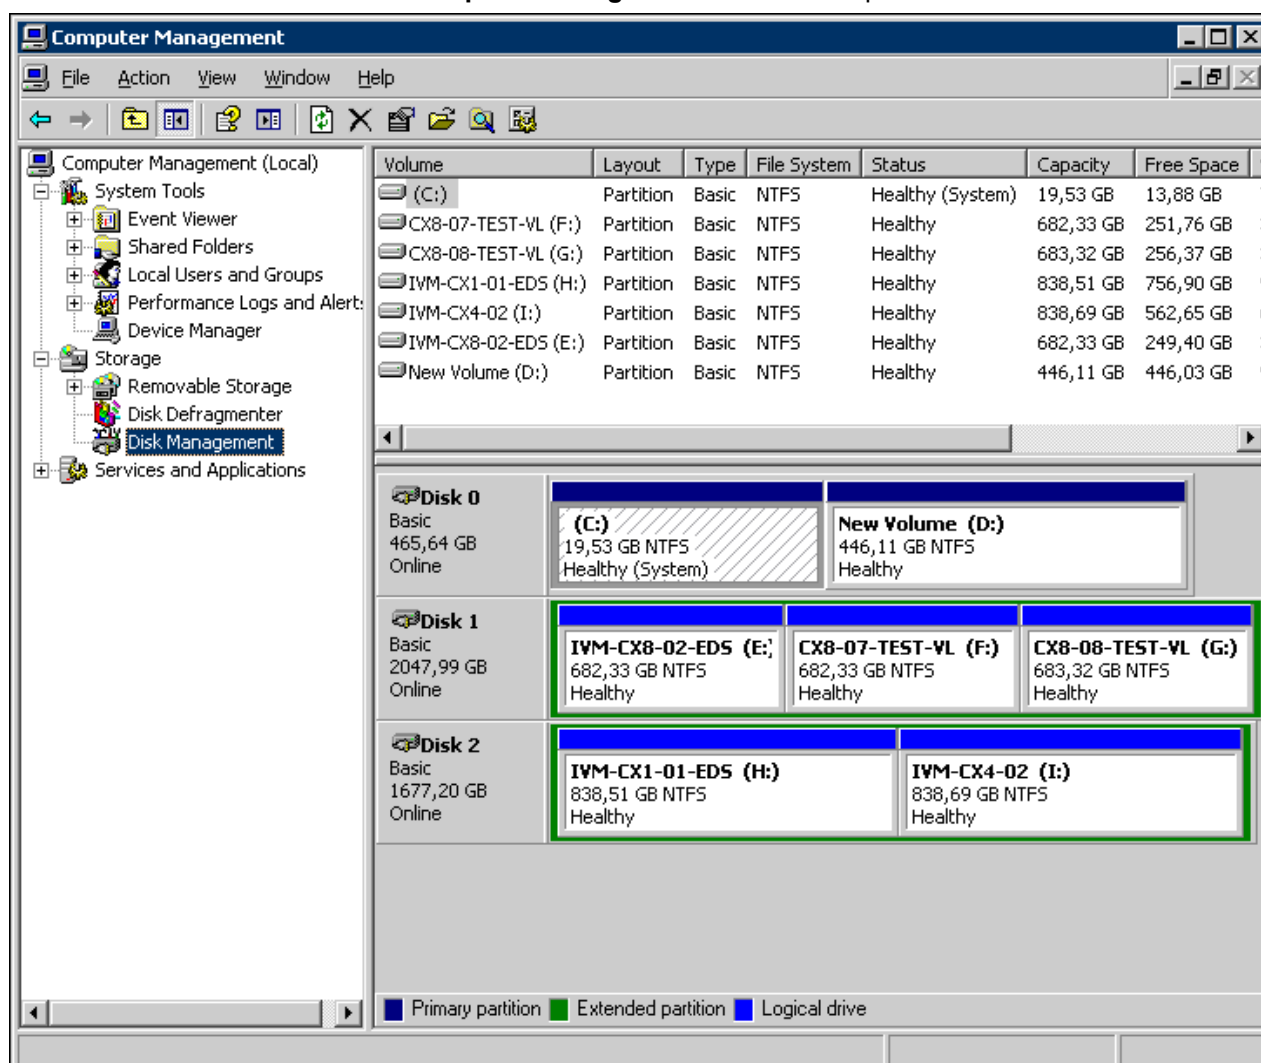 Computer Management
File Action View Window Help
Computer Management (Local)
System Tools
Event Viewer
Shared Folders
Local Users and Groups
Performance Logs and Alert
Device Manager
Storage
Removable Storage
Disk Defragmenter
Disk Management
Services and Applications
Volume Layout Type File System Status Capacity Free Space
(C:) Partition Basic NTFS Healthy (System) 19,53 GB 13,88 GB
CX8-07-TEST-VL (F:) Partition Basic NTFS Healthy 682,33 GB 251,76 GB
CX8-08-TEST-VL (G:) Partition Basic NTFS Healthy 683,32 GB 256,37 GB
IVM-CX1-01-EDS (H:) Partition Basic NTFS Healthy 838,51 GB 756,90 GB
IVM-CX4-02 (I:) Partition Basic NTFS Healthy 838,69 GB 562,65 GB
IVM-CX8-02-EDS (E:) Partition Basic NTFS Healthy 682,33 GB 249,40 GB
New Volume (D:) Partition Basic NTFS Healthy 446,11 GB 446,03 GB
Disk 0
Basic
465,64 GB
Online
(C:)
19,53 GB NTFS
Healthy (System)
New Volume (D:)
446,11 GB NTFS
Healthy
Disk 1
Basic
2047,99 GB
Online
IVM-CX8-02-EDS (E:)
682,33 GB NTFS
Healthy
CX8-07-TEST-VL (F:)
682,33 GB NTFS
Healthy
CX8-08-TEST-VL (G:)
683,32 GB NTFS
Healthy
Disk 2
Basic
1677,20 GB
Online
IVM-CX1-01-EDS (H:)
838,51 GB NTFS
Healthy
IVM-CX4-02 (I:)
838,69 GB NTFS
Healthy
Primary partition Extended partition Logical drive